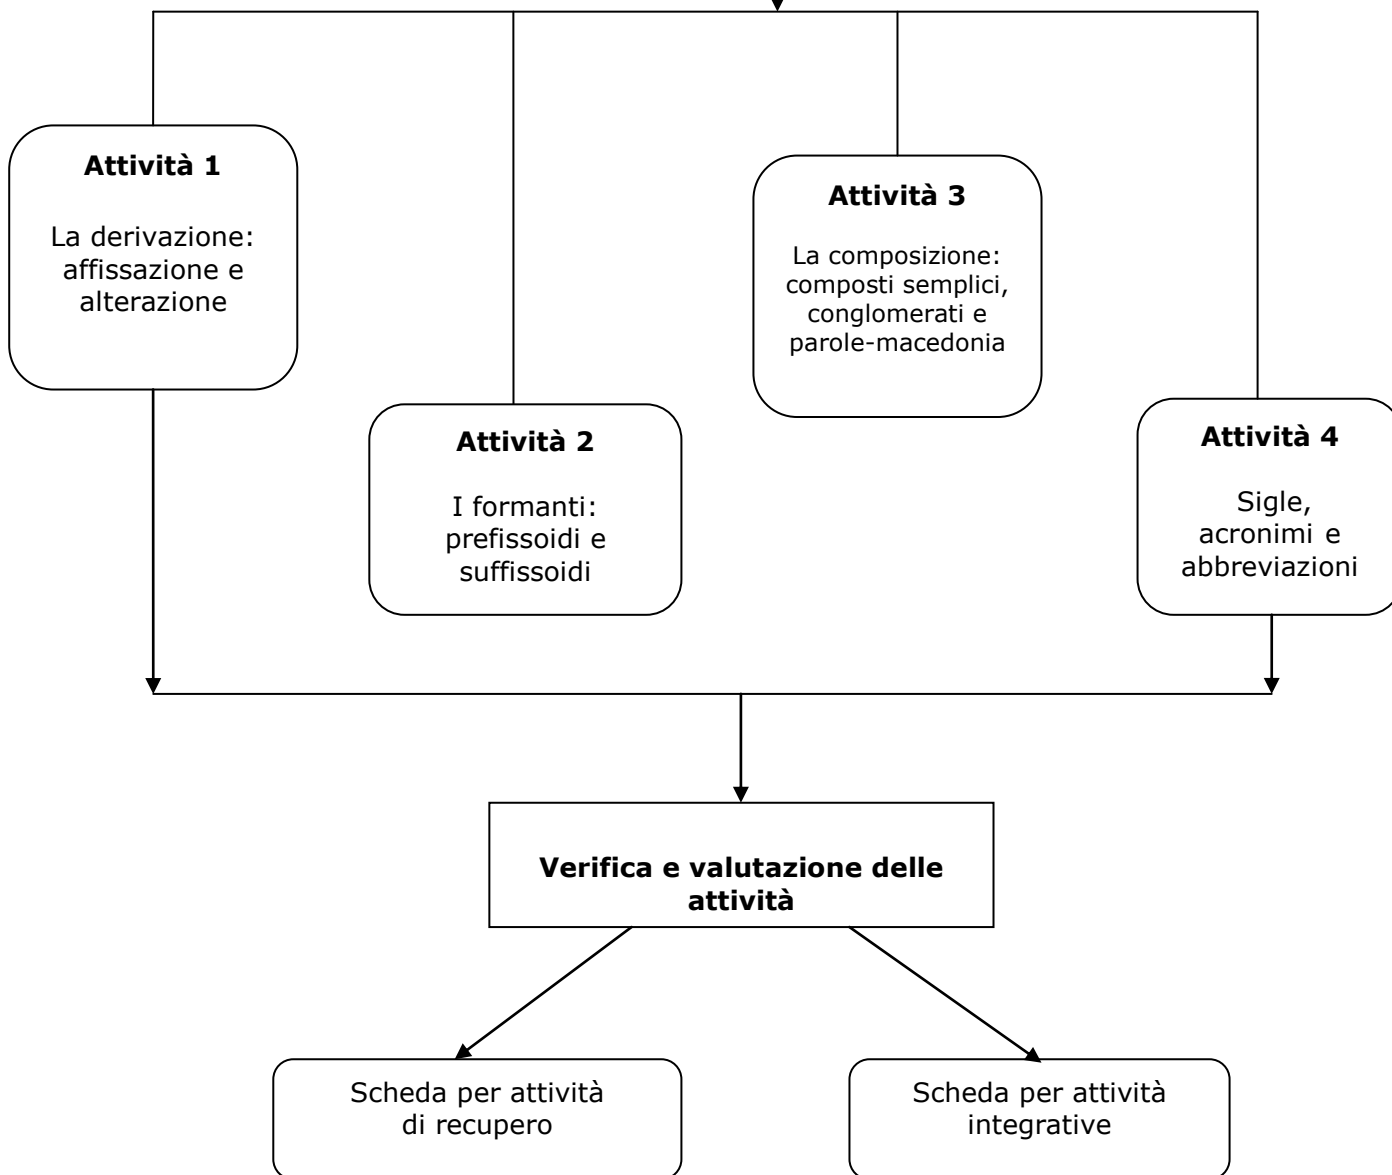 Attività 1
La derivazione:
affissazione e
alterazione
Attività 2
I formanti:
prefissoidi e
suffissoidi
Attività 3
La composizione:
composti semplici,
conglomerati e
parole-macedonia
Attività 4
Sigle,
acronimi e
abbreviazioni
Verifica e valutazione delle
attività
Scheda per attività
di recupero
Scheda per attività
integrative